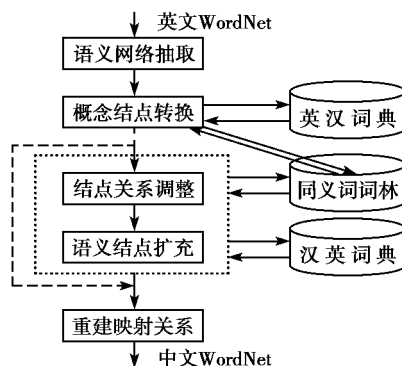 英文WordNet
语义网络抽取
概念结点转换
英汉词典
结点关系调整
同义词词林
语义结点扩充
汉英词典
重建映射关系
中文WordNet